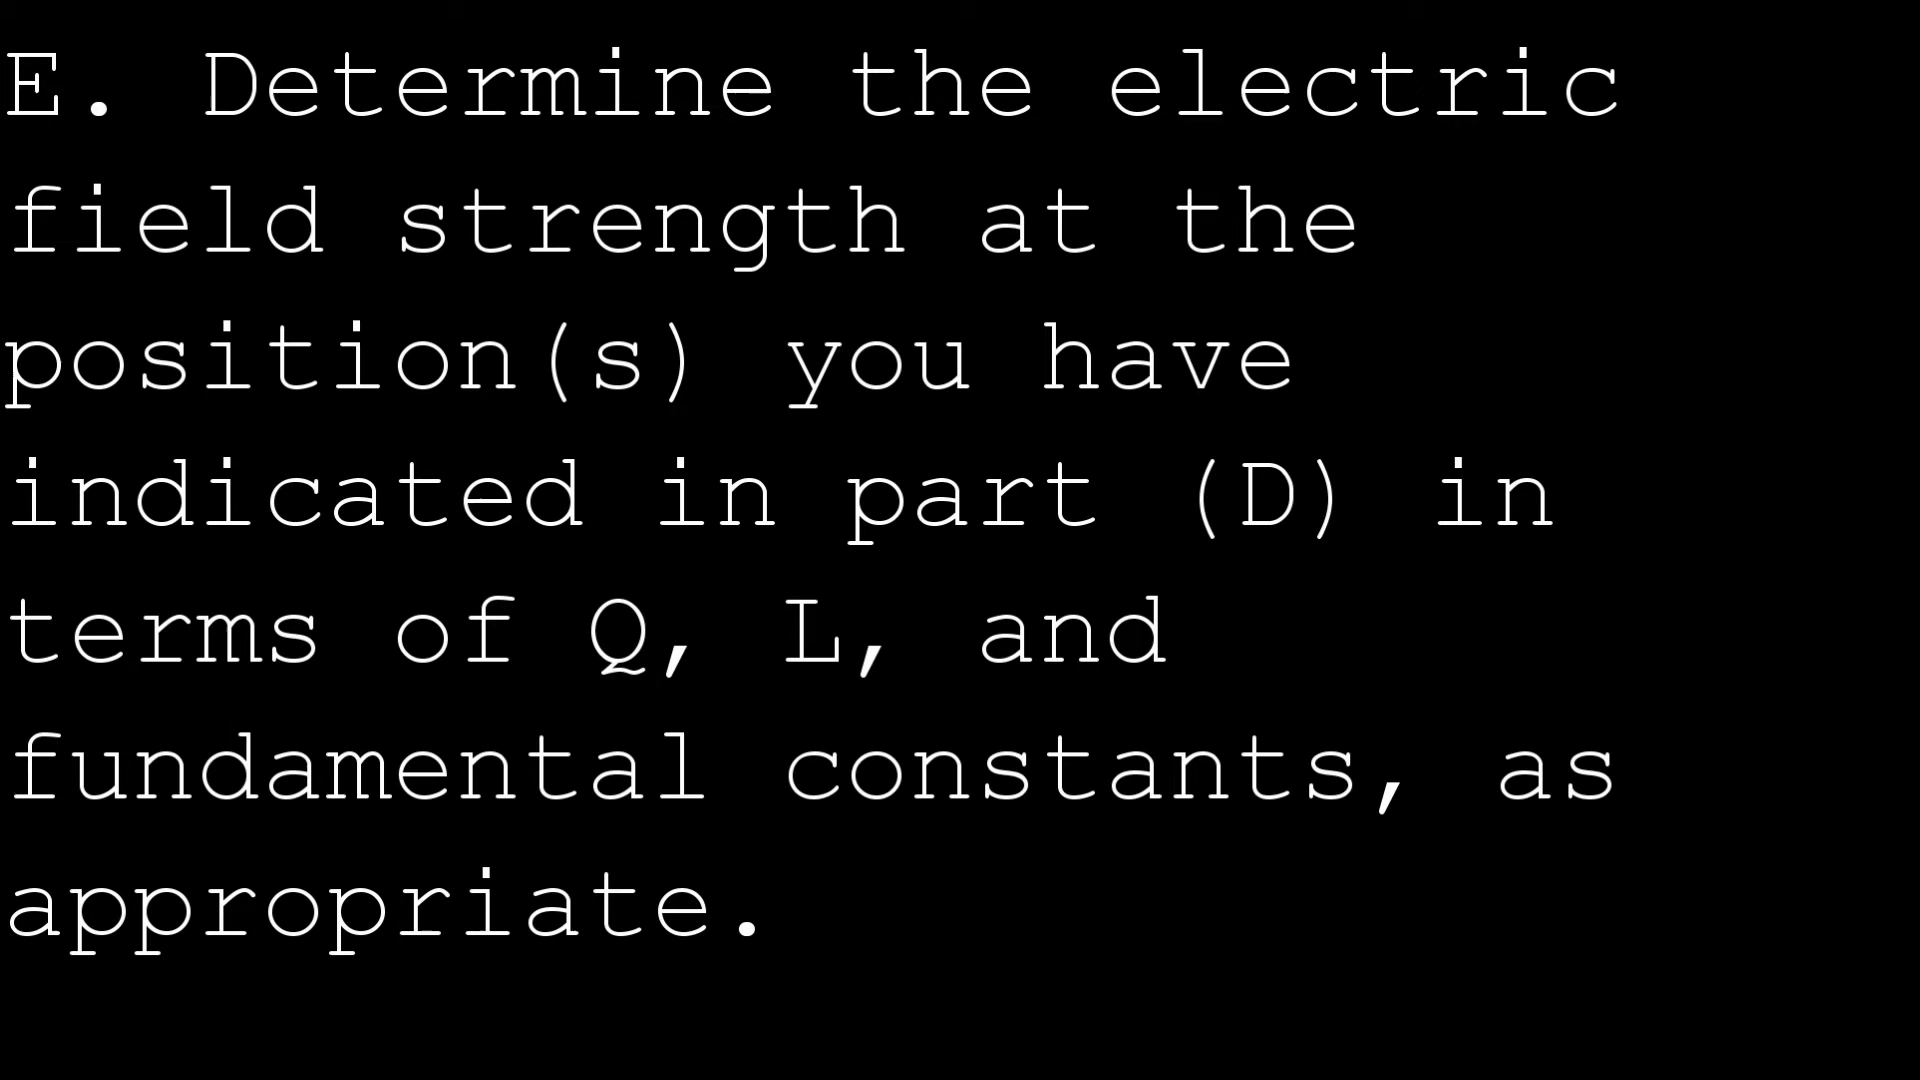 E. Determine the electric
field strength at the
position(s) you have
indicated in part (D) in
terms of Q, L, and
fundamental constants, as
appropriate.